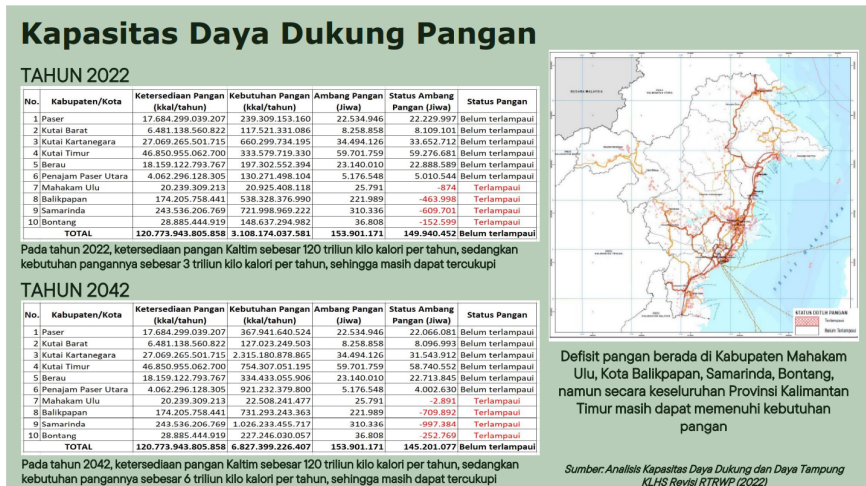 Kapasitas Daya Dukung Pangan
TAHUN 2022
No. Kabupaten/Kota Ketersediaan Pangan (kkal/tahun) Kebutuhan Pangan (kkal/tahun) Ambang Pangan (Jiwa) Status Ambang Pangan (Jiwa) Status Pangan
1 Paser 17.684.299.039.207 239.309.153.160 22.534.946 22.229.997 Belum terlampaui
2 Kutai Barat 6.481.138.560.822 117.521.331.086 8.258.858 8.109.101 Belum terlampaui
3 Kutai Kartanegara 27.069.265.501.715 660.299.734.195 34.494.126 33.652.712 Belum terlampaui
4 Kutai Timur 46.850.955.062.700 333.579.719.330 59.701.759 59.276.681 Belum terlampaui
5 Berau 18.159.122.793.767 197.302.552.394 23.140.010 22.888.589 Belum terlampaui
6 Penajam Paser Utara 4.062.296.128.305 130.271.498.104 5.176.548 5.010.544 Belum terlampaui
7 Mahakam Ulu 20.239.309.213 20.925.408.118 25.791 -874 Terlampaui
8 Balikpapan 174.205.758.441 538.328.376.990 221.989 -463.998 Terlampaui
9 Samarinda 243.536.206.769 721.998.969.222 310.336 -609.701 Terlampaui
10 Bontang 28.885.444.919 148.637.294.982 36.808 -152.599 Terlampaui
TOTAL 120.773.943.805.858 3.108.174.037.581 153.901.171 149.940.452 Belum terlampaui
Pada tahun 2022, ketersediaan pangan Kaltim sebesar 120 triliun kilo kalori per tahun, sedangkan
kebutuhan pangannya sebesar 3 triliun kilo kalori per tahun, sehingga masih dapat tercukupi
TAHUN 2042
No. Kabupaten/Kota Ketersediaan Pangan (kkal/tahun) Kebutuhan Pangan (kkal/tahun) Ambang Pangan (Jiwa) Status Ambang Pangan (Jiwa) Status Pangan
1 Paser 17.684.299.039.207 367.941.640.524 22.534.946 22.066.081 Belum terlampaui
2 Kutai Barat 6.481.138.560.822 127.023.249.503 8.258.858 8.096.993 Belum terlampaui
3 Kutai Kartanegara 27.069.265.501.715 2.315.180.878.865 34.494.126 31.543.912 Belum terlampaui
4 Kutai Timur 46.850.955.062.700 754.307.051.195 59.701.759 58.740.552 Belum terlampaui
5 Berau 18.159.122.793.767 334.433.055.906 23.140.010 22.713.845 Belum terlampaui
6 Penajam Paser Utara 4.062.296.128.305 921.232.379.800 5.176.548 4.002.630 Belum terlampaui
7 Mahakam Ulu 20.239.309.213 22.508.241.477 25.791 -2.891 Terlampaui
8 Balikpapan 174.205.758.441 731.293.243.363 221.989 -709.892 Terlampaui
9 Samarinda 243.536.206.769 1.026.233.455.717 310.336 -997.384 Terlampaui
10 Bontang 28.885.444.919 227.246.030.057 36.808 -252.769 Terlampaui
TOTAL 120.773.943.805.858 6.827.399.226.407 153.901.171 145.201.077 Belum terlampaui
Pada tahun 2042, ketersediaan pangan Kaltim sebesar 120 triliun kilo kalori per tahun, sedangkan
kebutuhan pangannya sebesar 6 triliun kilo kalori per tahun, sehingga masih dapat tercukupi
STATUS DDTLH PANGAN
Terlampaui
Belum Terlampaui
Defisit pangan berada di Kabupaten Mahakam
Ulu, Kota Balikpapan, Samarinda, Bontang,
namun secara keseluruhan Provinsi Kalimantan
Timur masih dapat memenuhi kebutuhan
pangan
Sumber: Analisis Kapasitas Daya Dukung dan Daya Tampung
KLHS Revisi RTRWP (2022)